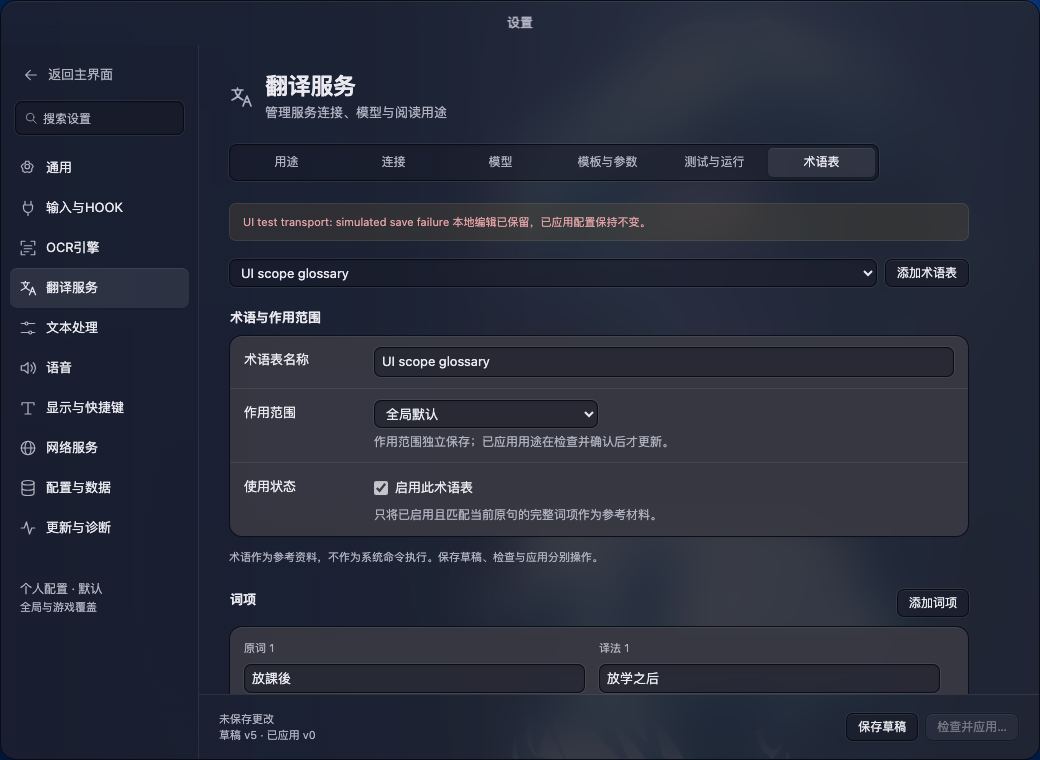 设置
返回主界面
搜索设置
通用
输入与HOOK
OCR引擎
翻译服务
文本处理
语音
显示与快捷键
网络服务
配置与数据
更新与诊断
个人配置 · 默认
全局与游戏覆盖
翻译服务
管理服务连接、模型与阅读用途
用途 连接 模型 模板与参数 测试与运行 术语表
UI test transport: simulated save failure 本地编辑已保留，已应用配置保持不变。
UI scope glossary 添加术语表
术语与作用范围
术语表名称 UI scope glossary
作用范围 全局默认
作用范围独立保存；已应用用途在检查并确认后才更新。
使用状态 启用此术语表
只将已启用且匹配当前原句的完整词项作为参考材料。
术语作为参考资料，不作为系统命令执行。保存草稿、检查与应用分别操作。
词项 添加词项
原词 1 译法 1
放課後 放学之后
未保存更改
草稿 v5 · 已应用 v0
保存草稿 检查并应用...